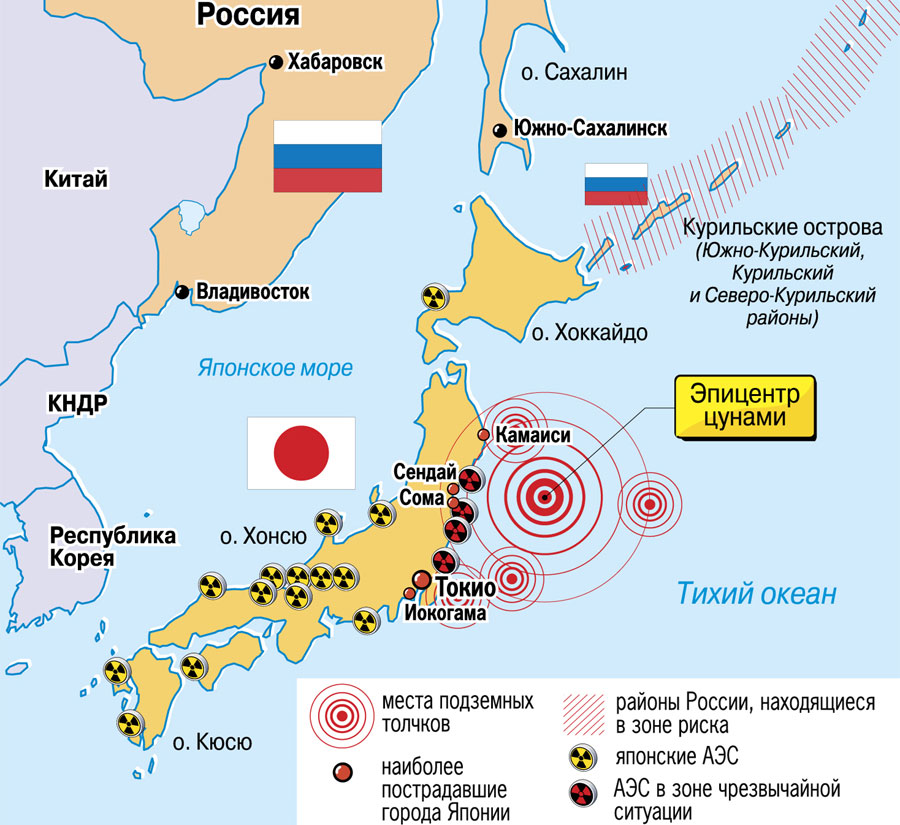 Россия
Хабаровск
о. Сахалин
Южно-Сахалинск
Китай
Курильские острова
(Южно-Курильский,
Курильский
и Северо-Курильский
районы)
Владивосток
о. Хоккайдо
Японское море
КНДР
Эпицентр
цунами
Камаиси
Сендай
Сома
о. Хонсю
Республика
Корея
Токио
Иокогама
Тихий океан
о. Кюсю
места подземных
толчков
наиболее
пострадавшие
города Японии
районы России, находящиеся
в зоне риска
японские АЭС
АЭС в зоне чрезвычайной
ситуации